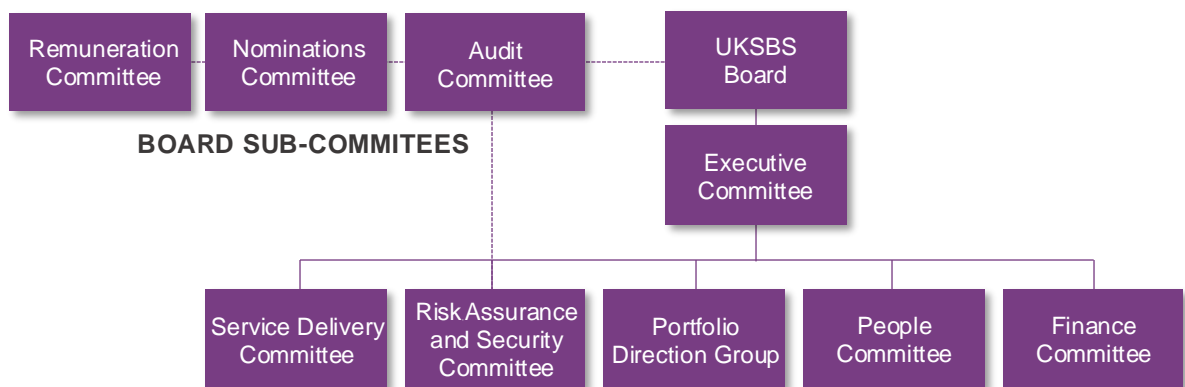 Remuneration
Committee
Nominations
Committee
Audit
Committee
UKSBS
Board
BOARD SUB-COMMITEES
Executive
Committee
Service Delivery
Committee
Risk Assurance
and Security
Committee
Portfolio
Direction Group
People
Committee
Finance
Committee